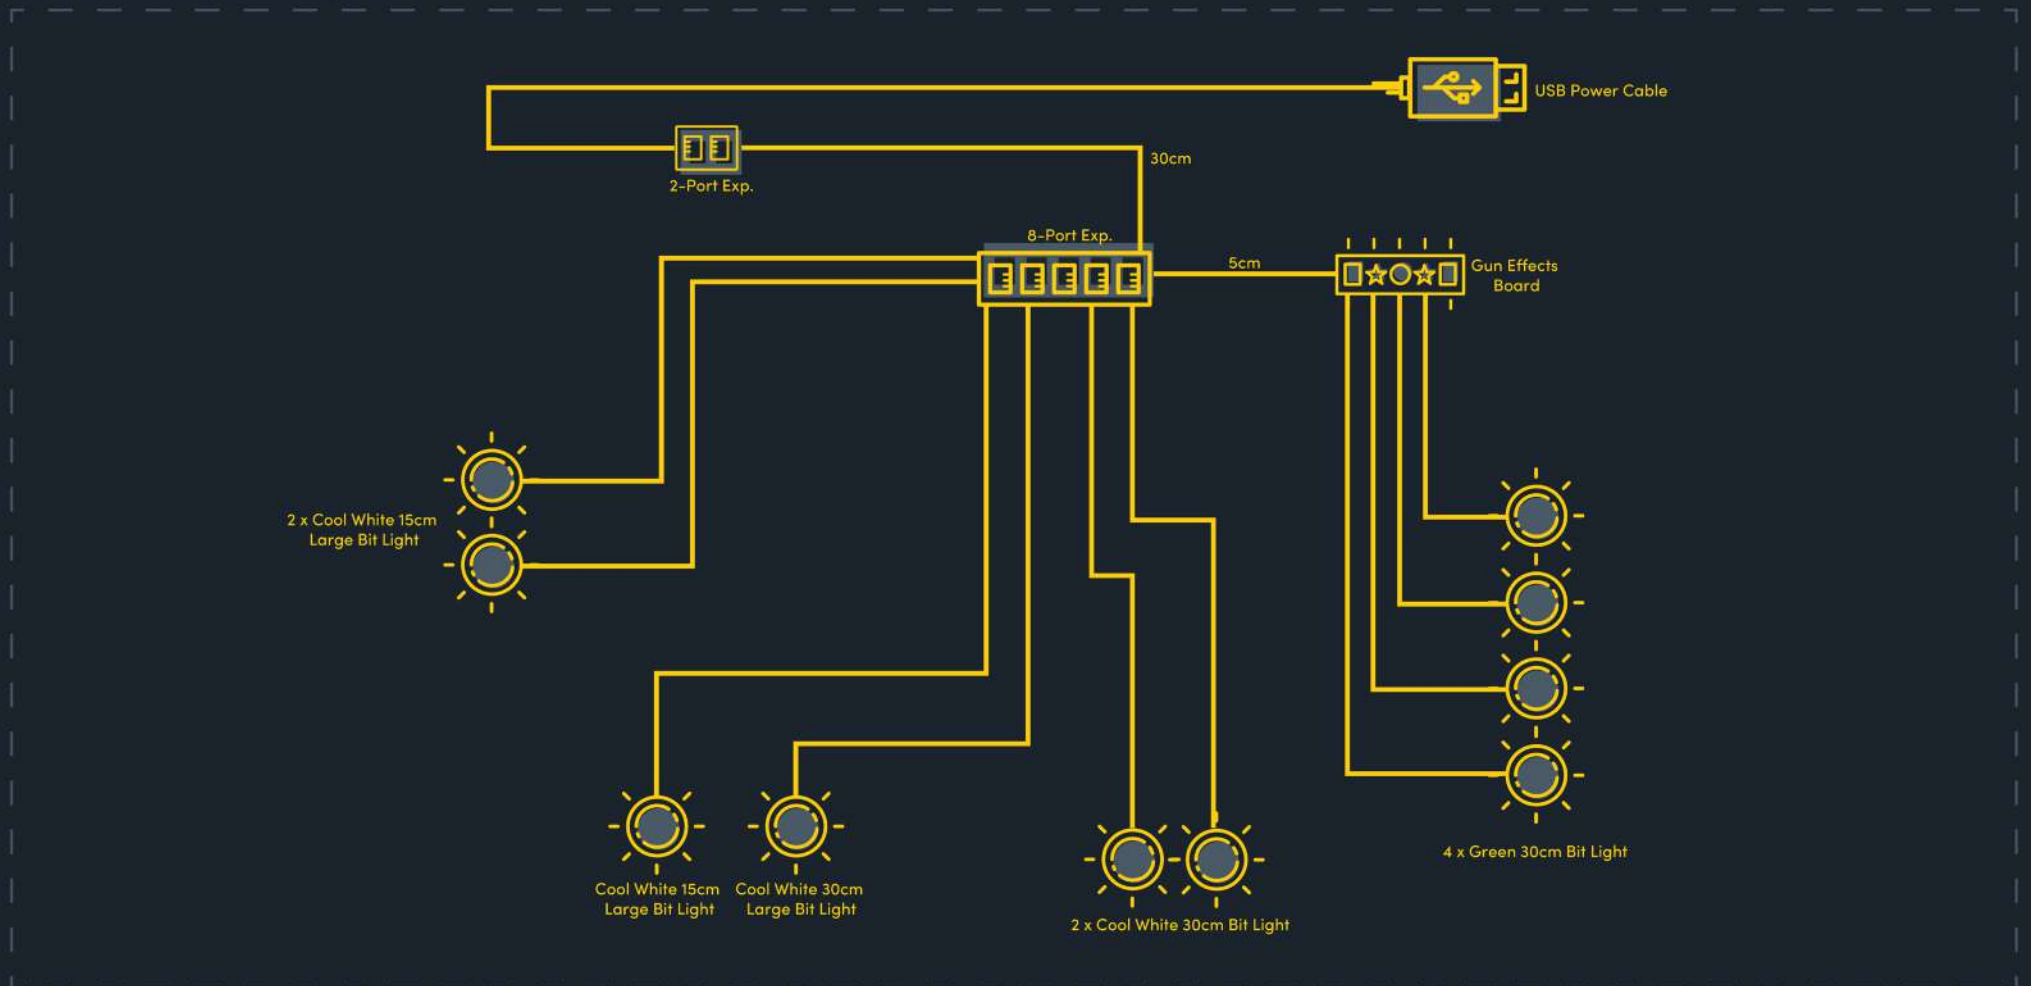 USB Power Cable
30cm
2-Port Exp.
8-Port Exp.
5cm
Gun Effects
Board
2 x Cool White 15cm
Large Bit Light
4 x Green 30cm Bit Light
Cool White 15cm
Large Bit Light
Cool White 30cm
Large Bit Light
2 x Cool White 30cm Bit Light